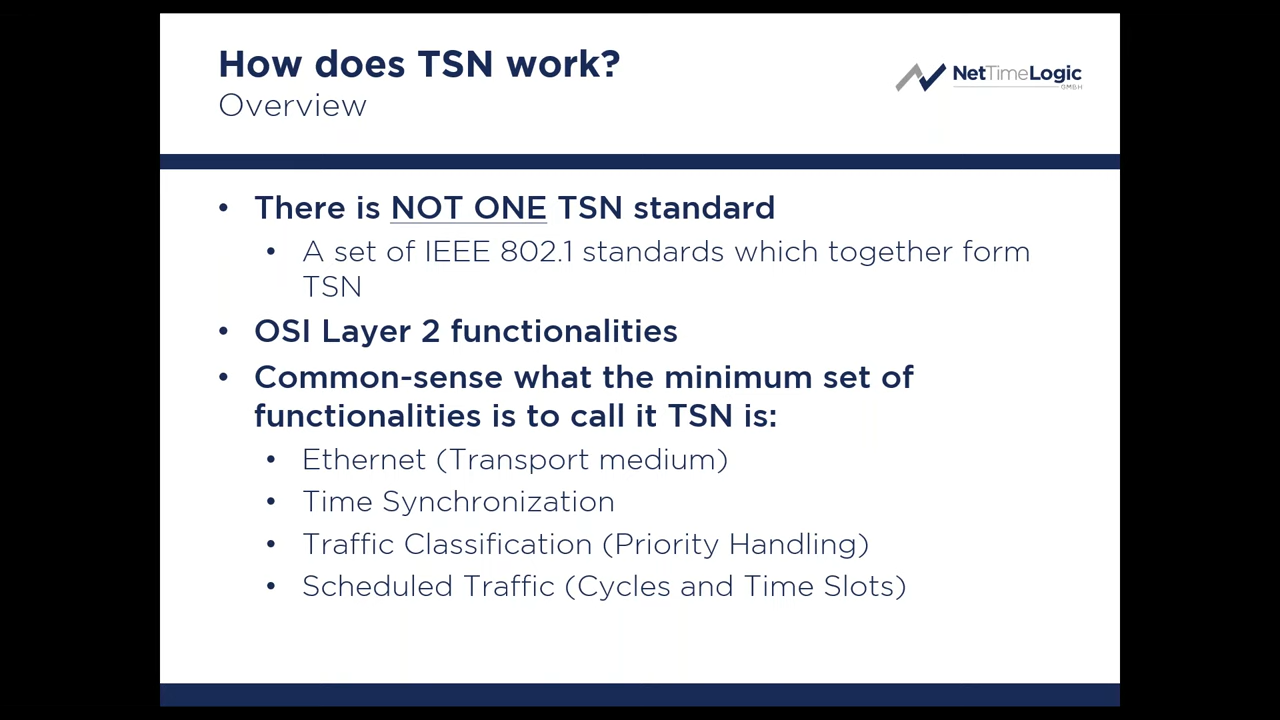 How does TSN work?
Overview
NetTimeLogic
GMBH
• There is NOT ONE TSN standard
• A set of IEEE 802.1 standards which together form
TSN
• OSI Layer 2 functionalities
• Common-sense what the minimum set of
functionalities is to call it TSN is:
• Ethernet (Transport medium)
• Time Synchronization
• Traffic Classification (Priority Handling)
• Scheduled Traffic (Cycles and Time Slots)